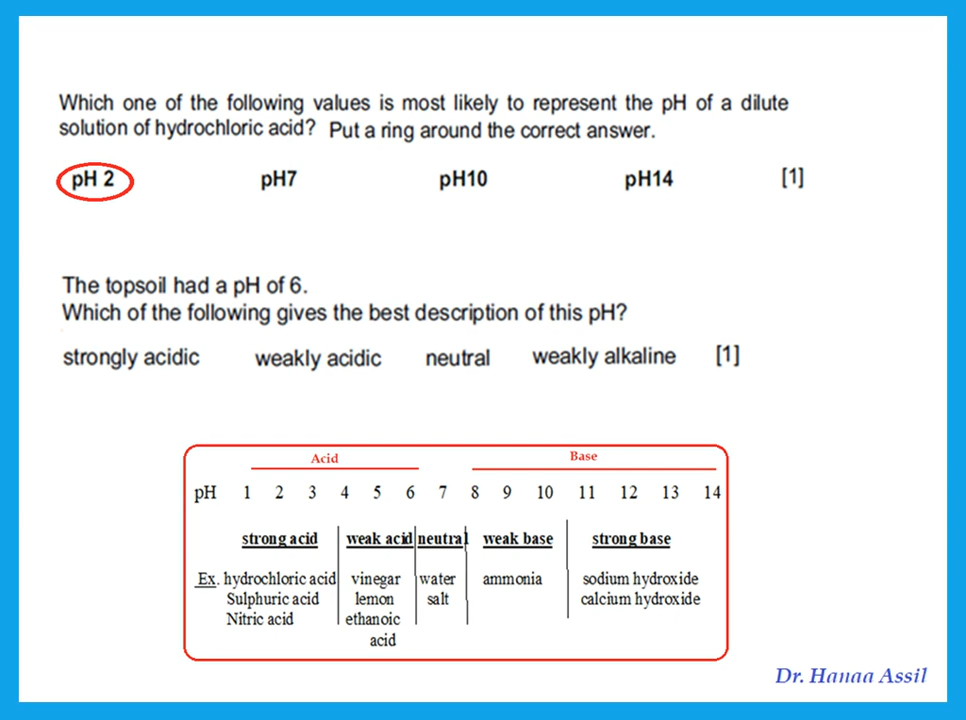 Which one of the following values is most likely to represent the pH of a dilute
solution of hydrochloric acid? Put a ring around the correct answer.
pH 2 pH7 pH10 pH14 [1]
The topsoil had a pH of 6.
Which of the following gives the best description of this pH?
strongly acidic weakly acidic neutral weakly alkaline [1]
Acid Base
pH 1 2 3 4 5 6 7 8 9 10 11 12 13 14
strong acid weak acid neutral weak base strong base
Ex. hydrochloric acid vinegar water ammonia sodium hydroxide
Sulphuric acid lemon salt calcium hydroxide
Nitric acid ethanoic
acid
Dr. Hanaa Assil